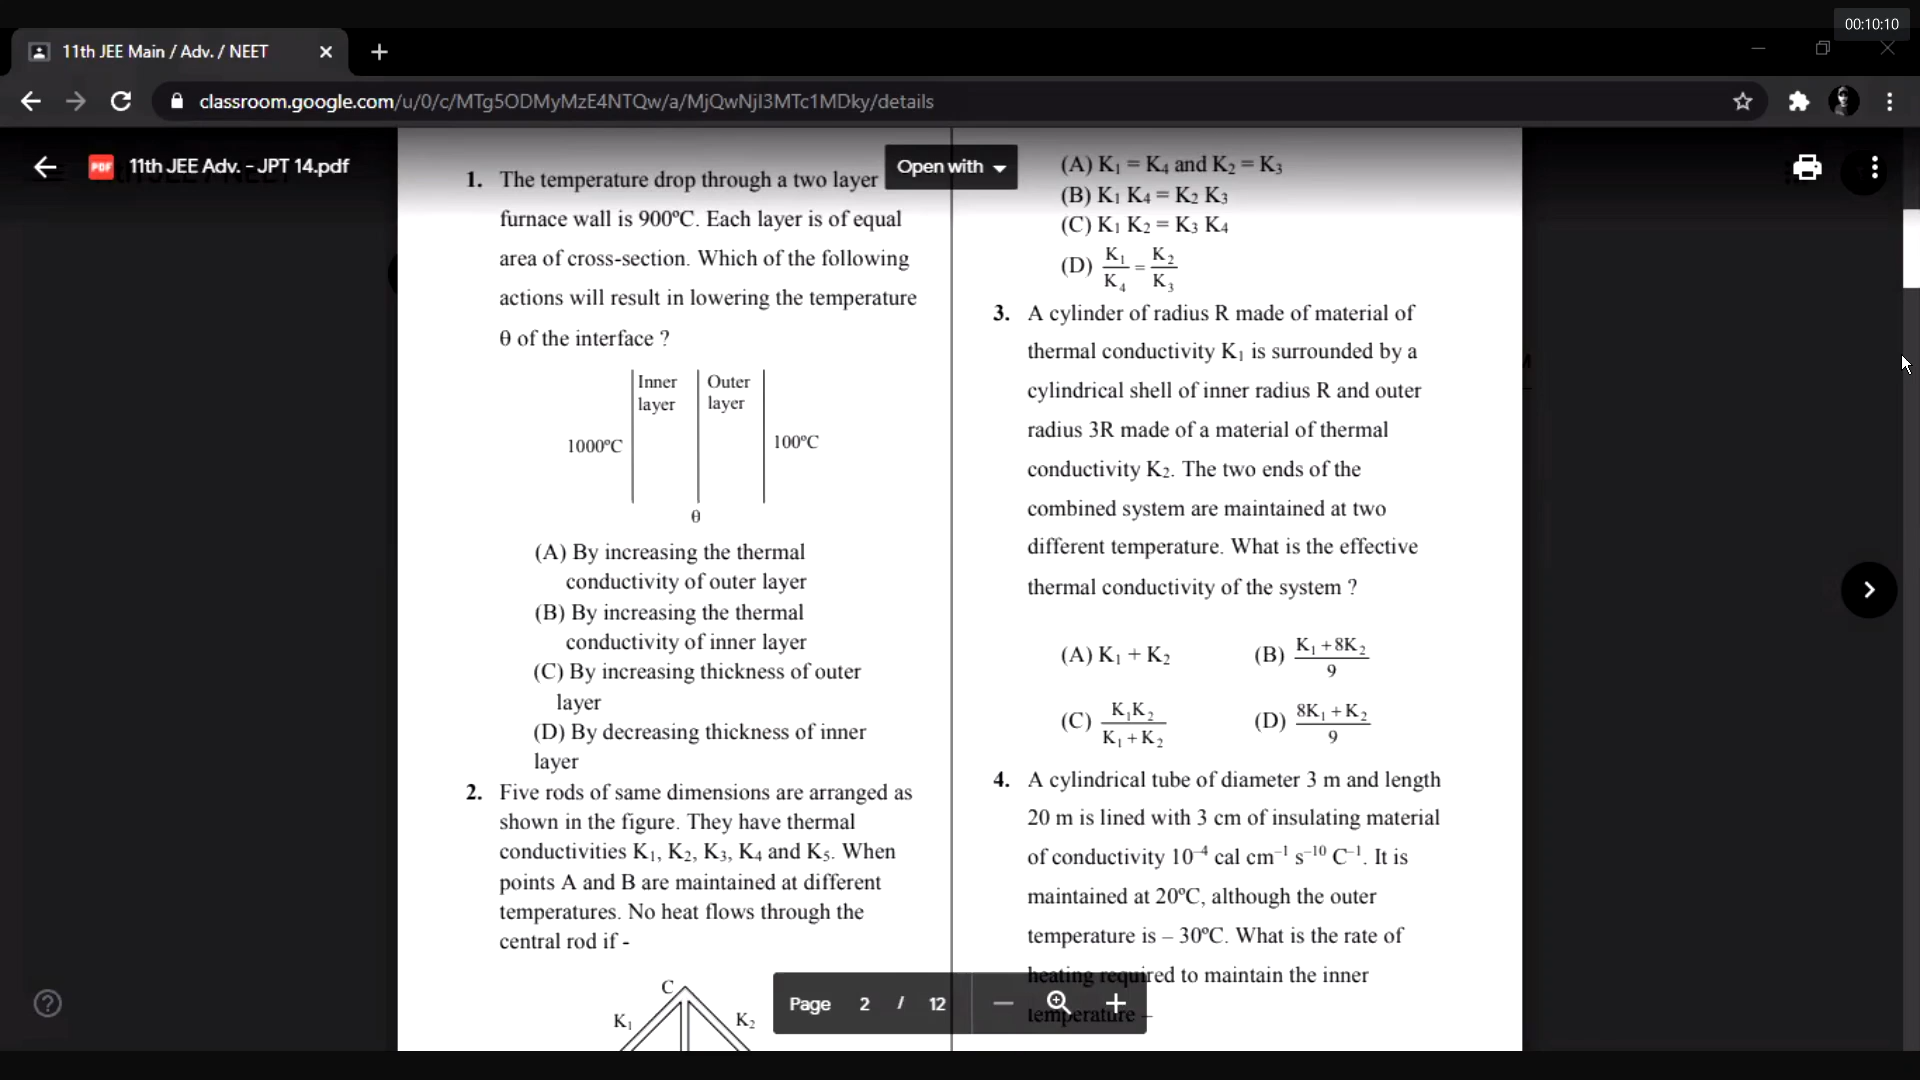 00:10:10
11th JEE Main / Adv. / NEET
classroom.google.com/u/0/c/MTg5ODMyMzE4NTQw/a/MjQwNjI3MTc1MDky/details
11th JEE Adv. - JPT 14.pdf
Open with
1. The temperature drop through a two layer
furnace wall is 900ºC. Each layer is of equal
area of cross-section. Which of the following
actions will result in lowering the temperature
θ of the interface ?
Inner layer
Outer layer
1000ºC
100ºC
θ
(A) By increasing the thermal
conductivity of outer layer
(B) By increasing the thermal
conductivity of inner layer
(C) By increasing thickness of outer
layer
(D) By decreasing thickness of inner
layer
2. Five rods of same dimensions are arranged as
shown in the figure. They have thermal
conductivities K₁, K₂, K₃, K₄ and K₅. When
points A and B are maintained at different
temperatures. No heat flows through the
central rod if -
C
K₁
K₂
(A) K₁ = K₄ and K₂ = K₃
(B) K₁ K₄ = K₂ K₃
(C) K₁ K₂ = K₃ K₄
(D) K₁/K₄ = K₂/K₃
3. A cylinder of radius R made of material of
thermal conductivity K₁ is surrounded by a
cylindrical shell of inner radius R and outer
radius 3R made of a material of thermal
conductivity K₂. The two ends of the
combined system are maintained at two
different temperature. What is the effective
thermal conductivity of the system ?
(A) K₁ + K₂ (B) K₁ + 8K₂ / 9
(C) K₁K₂ / K₁ + K₂ (D) 8K₁ + K₂ / 9
4. A cylindrical tube of diameter 3 m and length
20 m is lined with 3 cm of insulating material
of conductivity 10⁻⁴ cal cm⁻¹ s⁻¹⁰ C⁻¹. It is
maintained at 20ºC, although the outer
temperature is – 30ºC. What is the rate of
heating required to maintain the inner
temperature –
Page 2 / 12